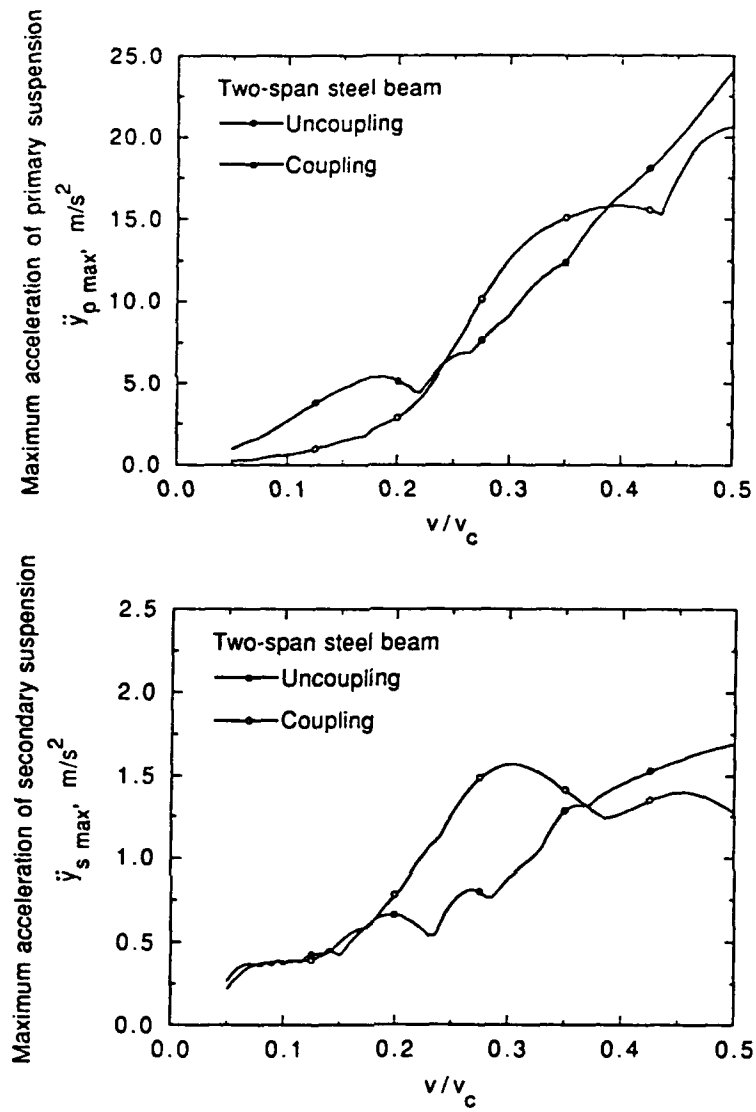 Maximum acceleration of primary suspension
ÿp max, m/s2
25.0
20.0
15.0
10.0
5.0
0.0
Two-span steel beam
Uncoupling
Coupling
0.0 0.1 0.2 0.3 0.4 0.5
v/vc
Maximum acceleration of secondary suspension
ÿs max, m/s2
2.5
2.0
1.5
1.0
0.5
0.0
Two-span steel beam
Uncoupling
Coupling
0.0 0.1 0.2 0.3 0.4 0.5
v/vc